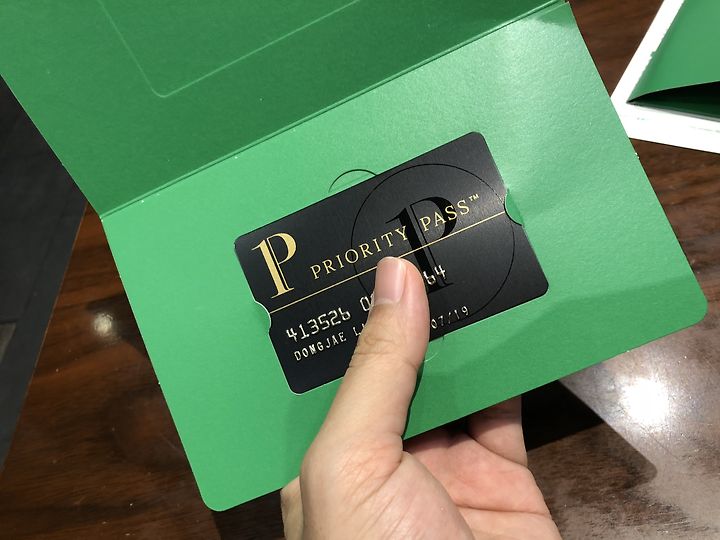 PRIORITY PASS™
413526 64
DONGJAE 07/19